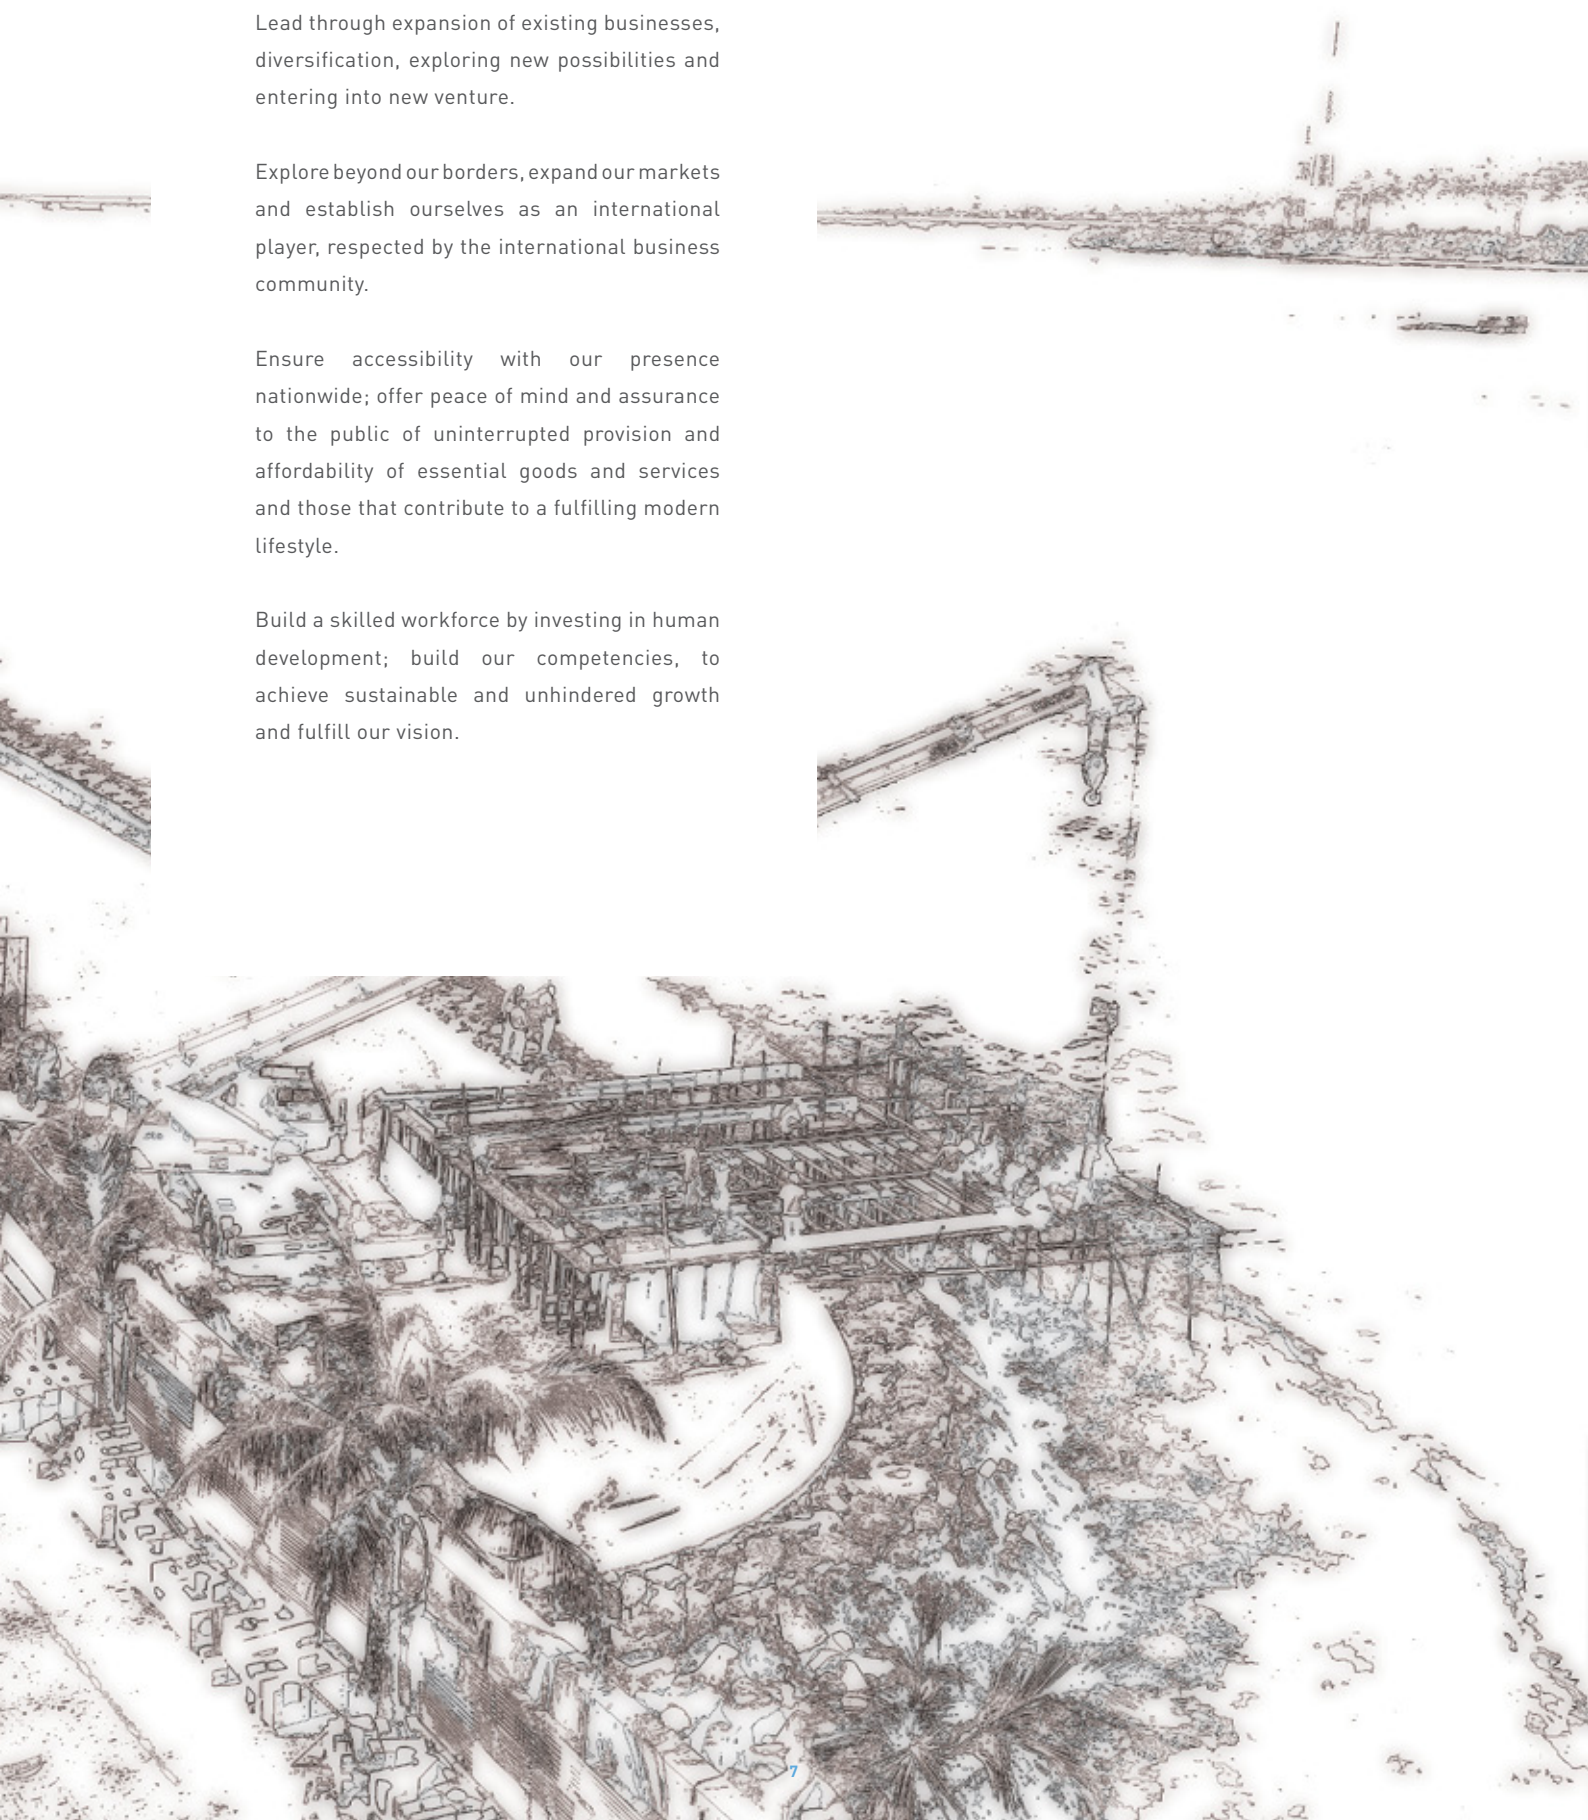 Lead through expansion of existing businesses,
diversification, exploring new possibilities and
entering into new venture.
Explore beyond our borders, expand our markets
and establish ourselves as an international
player, respected by the international business
community.
Ensure accessibility with our presence
nationwide; offer peace of mind and assurance
to the public of uninterrupted provision and
affordability of essential goods and services
and those that contribute to a fulfilling modern
lifestyle.
Build a skilled workforce by investing in human
development; build our competencies, to
achieve sustainable and unhindered growth
and fulfill our vision.
7